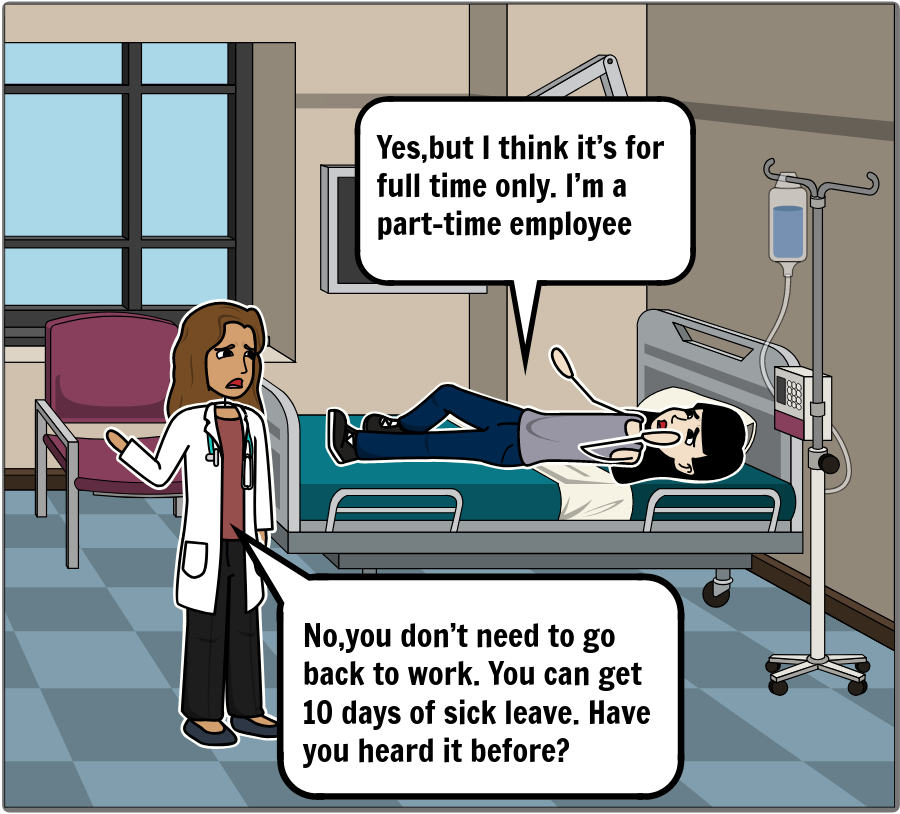 Yes,but I think it's for
full time only. I'm a
part-time employee
No,you don't need to go
back to work. You can get
10 days of sick leave. Have
you heard it before?